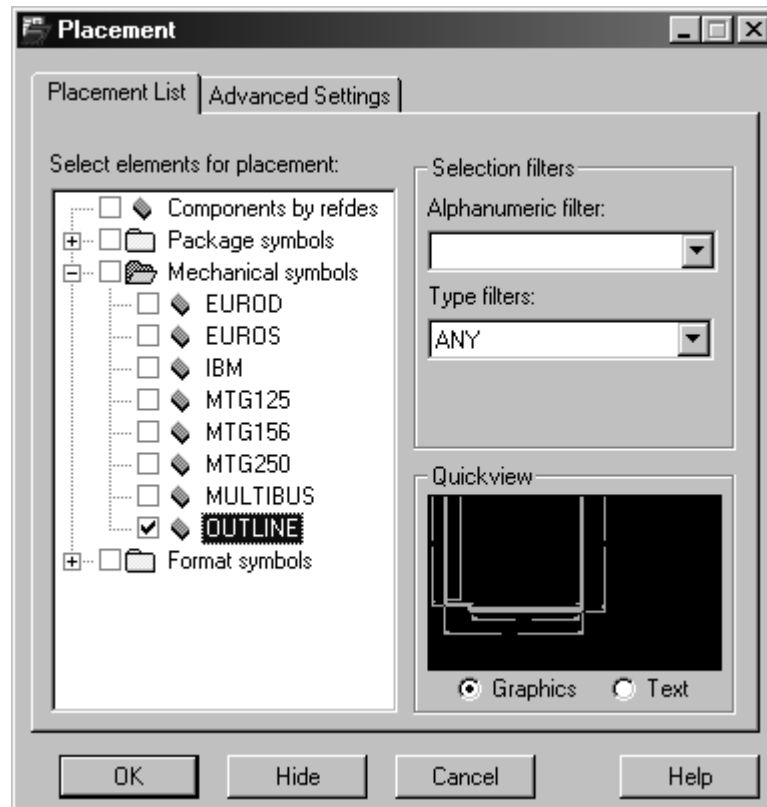 Placement
Placement List Advanced Settings
Select elements for placement:
Components by refdes
Package symbols
Mechanical symbols
EUROD
EUROS
IBM
MTG125
MTG156
MTG250
MULTIBUS
OUTLINE
Format symbols
Selection filters
Alphanumeric filter:
Type filters:
ANY
Quickview
Graphics Text
OK Hide Cancel Help